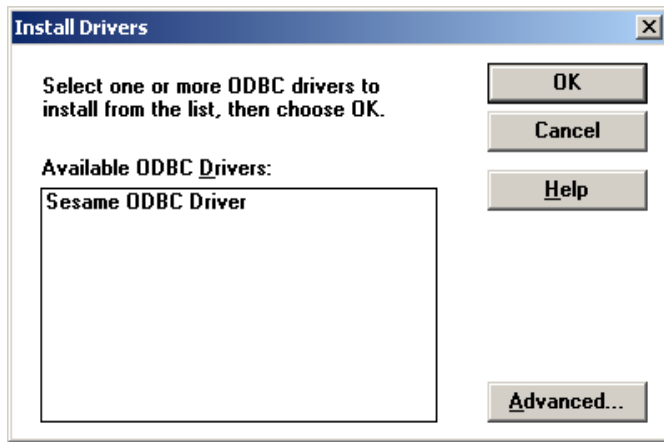 Install Drivers
Select one or more ODBC drivers to
install from the list, then choose OK.
Available ODBC Drivers:
Sesame ODBC Driver
OK
Cancel
Help
Advanced...